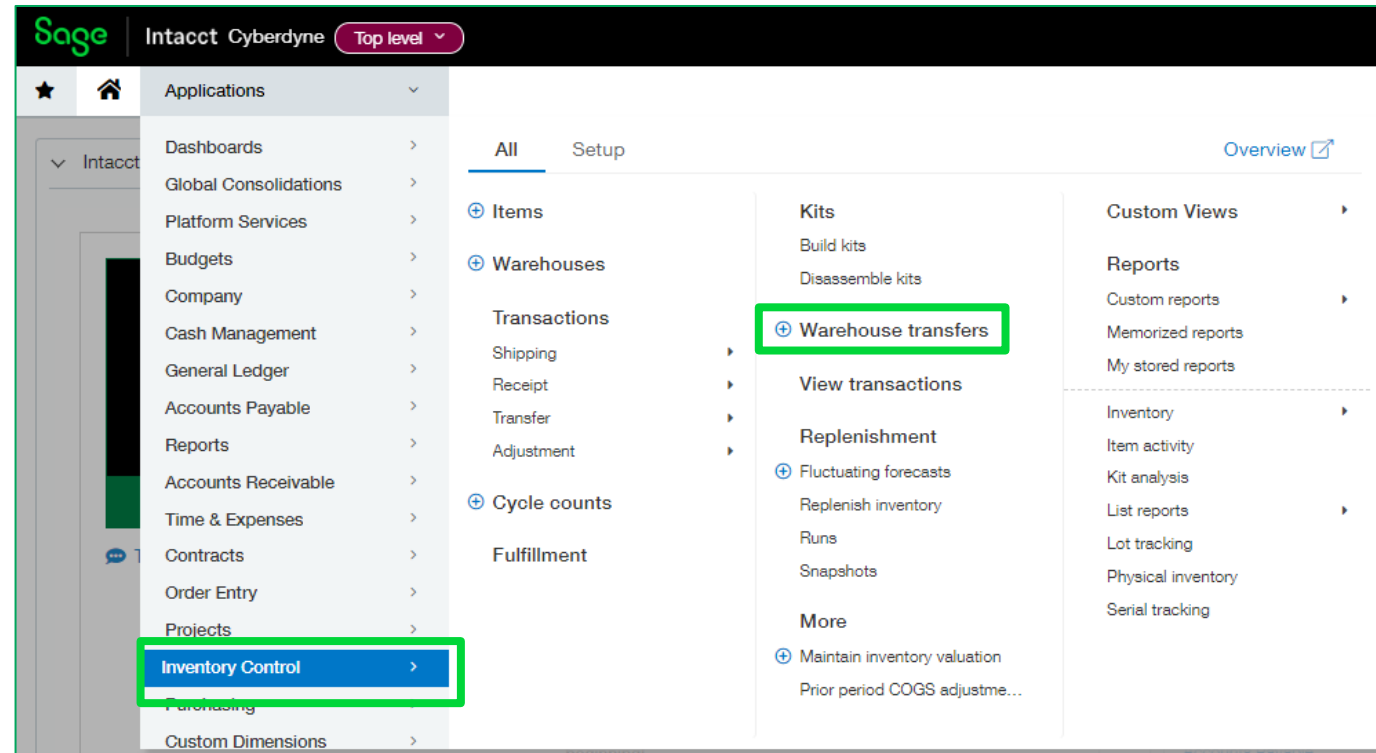 Sage Intacct Cyberdyne Top level
Applications
Intacct
Dashboards
Global Consolidations
Platform Services
Budgets
Company
Cash Management
General Ledger
Accounts Payable
Reports
Accounts Receivable
Time & Expenses
Contracts
Order Entry
Projects
Inventory Control
Purchasing
Custom Dimensions
All Setup Overview
Items
Warehouses
Transactions
Shipping
Receipt
Transfer
Adjustment
Cycle counts
Fulfillment
Kits
Build kits
Disassemble kits
Warehouse transfers
View transactions
Replenishment
Fluctuating forecasts
Replenish inventory
Runs
Snapshots
More
Maintain inventory valuation
Prior period COGS adjustme...
Custom Views
Reports
Custom reports
Memorized reports
My stored reports
Inventory
Item activity
Kit analysis
List reports
Lot tracking
Physical inventory
Serial tracking